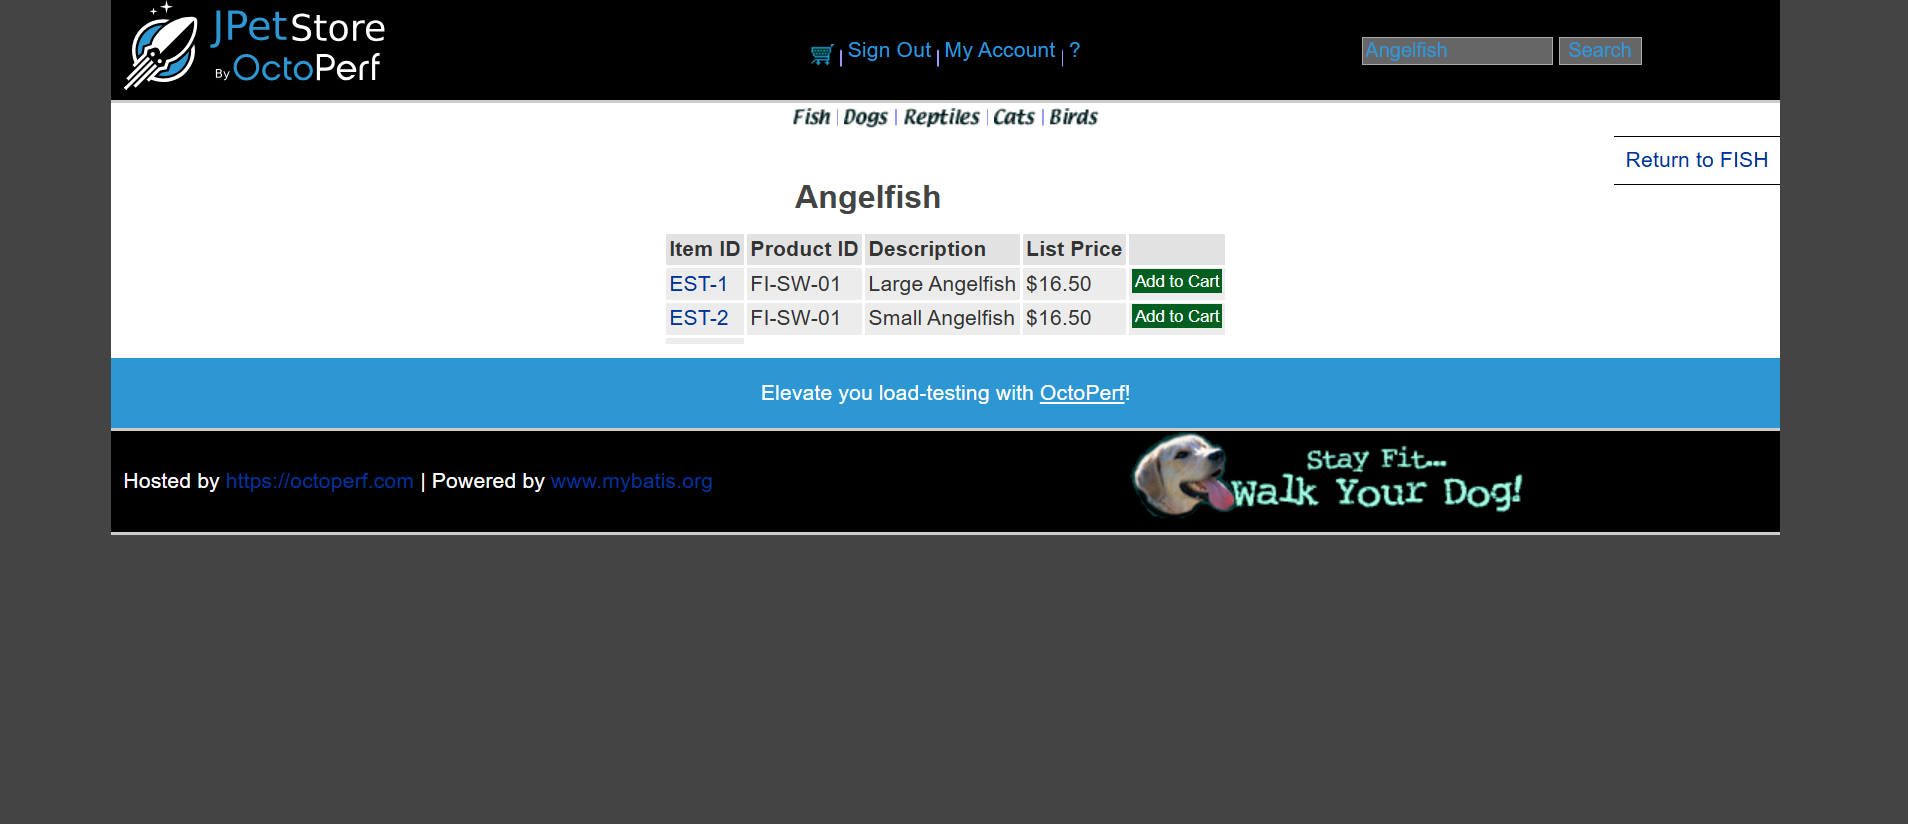 JPetStore
By OctoPerf
Sign Out
My Account
?
Angelfish
Search
Fish
Dogs
Reptiles
Cats
Birds
Return to FISH
Angelfish
Item ID Product ID Description List Price
EST-1 FI-SW-01 Large Angelfish $16.50 Add to Cart
EST-2 FI-SW-01 Small Angelfish $16.50 Add to Cart
Elevate you load-testing with OctoPerf!
Stay Fit...
Hosted by https://octoperf.com | Powered by www.mybatis.org
Walk Your Dog!